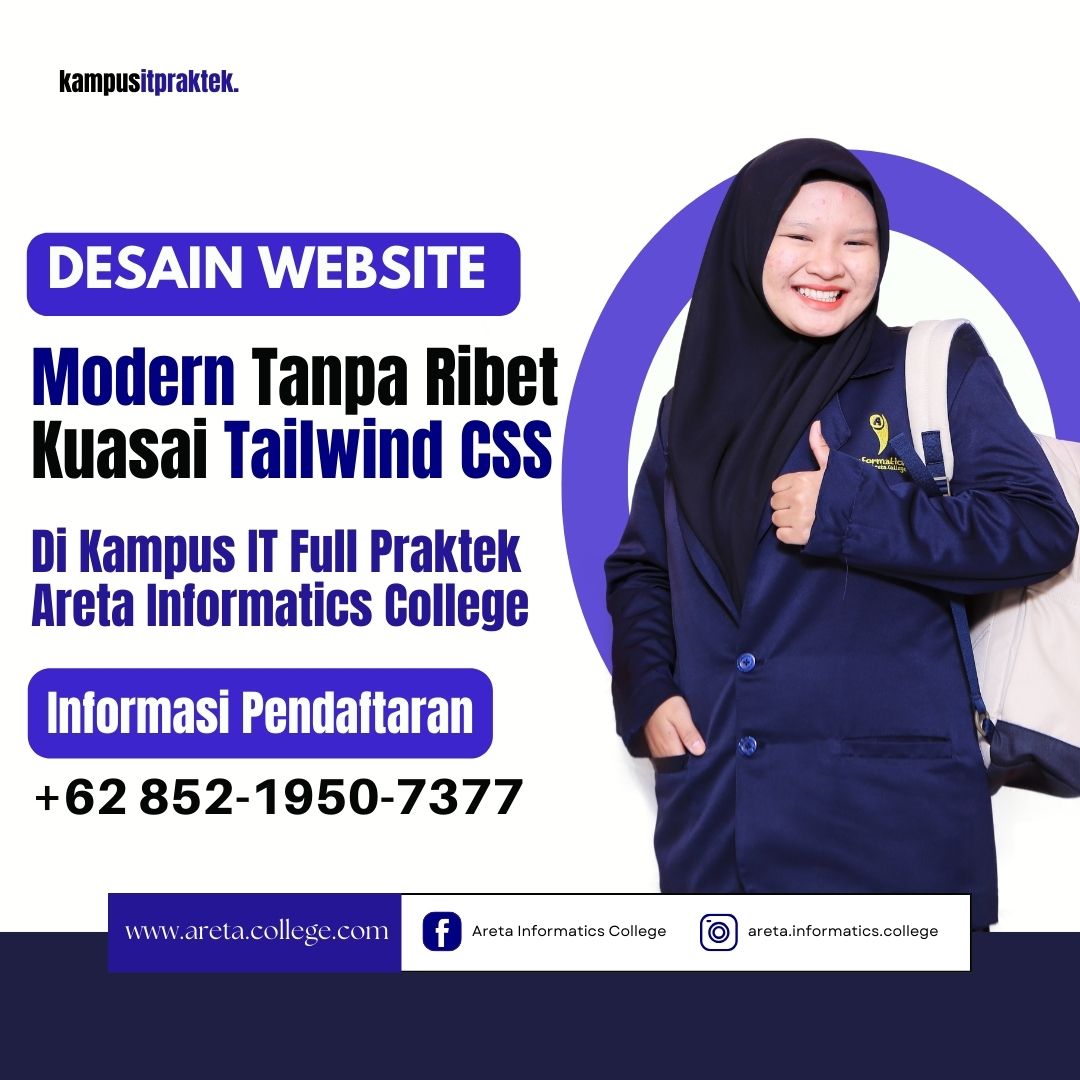 kampusitpraktek.
DESAIN WEBSITE
Modern Tanpa Ribet
Kuasai Tailwind CSS
Di Kampus IT Full Praktek
Areta Informatics College
Informasi Pendaftaran
+62 852-1950-7377
www.areta.college.com
Areta Informatics College
areta.informatics.college